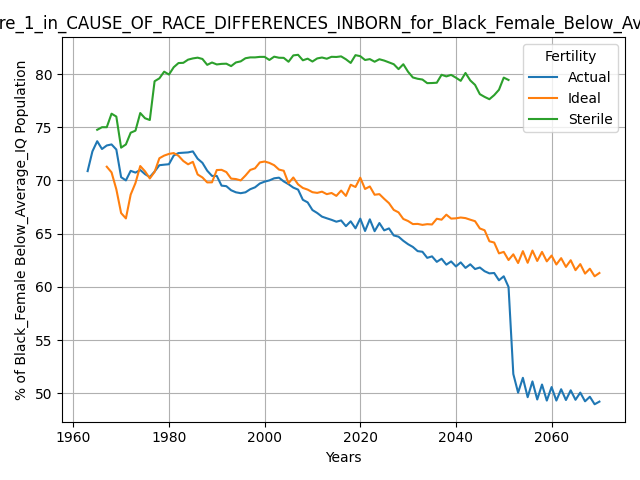 re_1_in_CAUSE_OF_RACE_DIFFERENCES_INBORN_for_Black_Female_Below_Av
% of Black_Female Below_Average_IQ Population
80
75
70
65
60
55
50
1960
1980
2000
2020
2040
2060
Years
Fertility
Actual
Ideal
Sterile